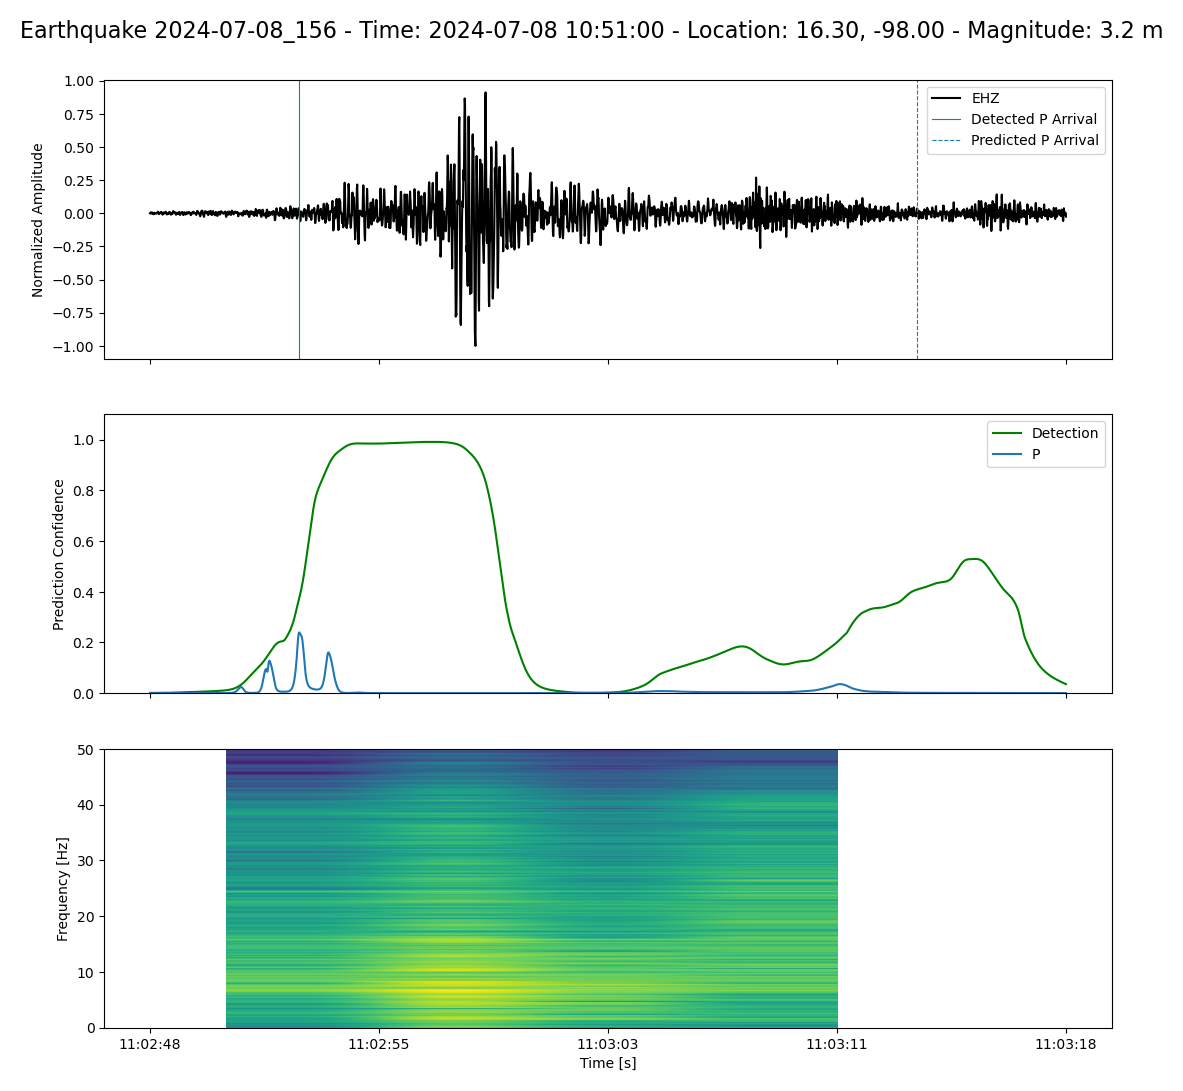 Earthquake 2024-07-08_156 - Time: 2024-07-08 10:51:00 - Location: 16.30, -98.00 - Magnitude: 3.2 m
Normalized Amplitude
1.00
0.75
0.50
0.25
0.00
−0.25
−0.50
−0.75
−1.00
EHZ
Detected P Arrival
Predicted P Arrival
Prediction Confidence
1.0
0.8
0.6
0.4
0.2
0.0
Detection
P
Frequency [Hz]
50
40
30
20
10
0
11:02:48 11:02:55 11:03:03 11:03:11 11:03:18
Time [s]